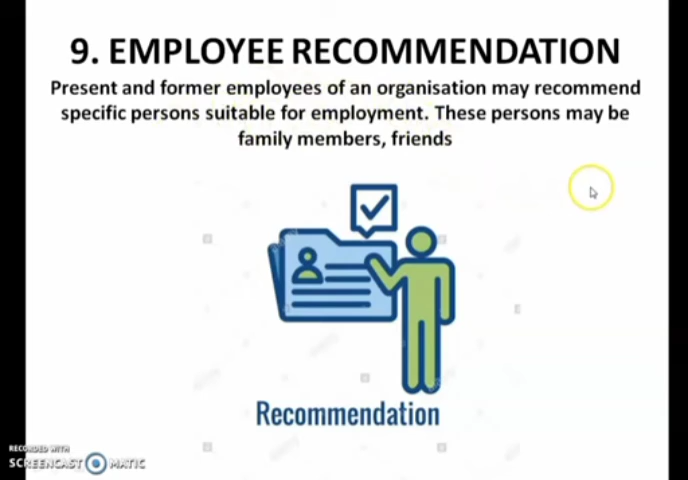 9. EMPLOYEE RECOMMENDATION
Present and former employees of an organisation may recommend
specific persons suitable for employment. These persons may be
family members, friends
Recommendation
RECORDED WITH
SCREENCAST MATIC